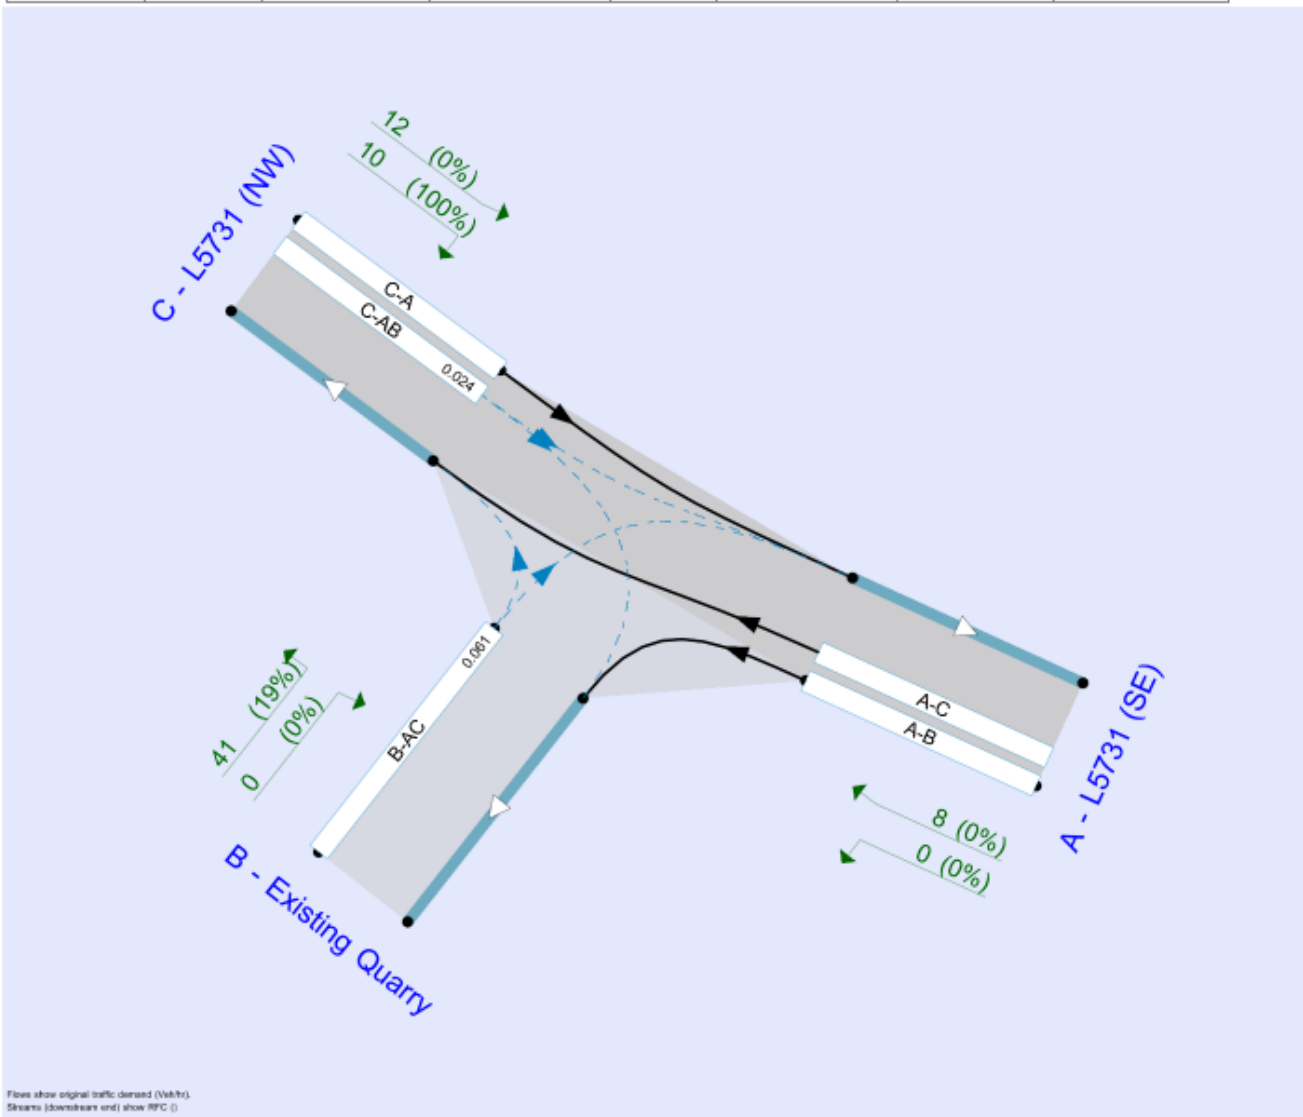 12 (0%)
10 (100%)
C - L5731 (NW)
C-A
C-AB
0.024
0.061
B-AC
41 (19%)
0 (0%)
B - Existing Quarry
A-C
A-B
A - L5731 (SE)
8 (0%)
0 (0%)
Flows show original traffic demand (Veh/hr).
Streams (downstream end) show RFC ()